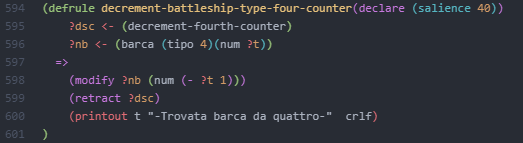 594 (defrule decrement-battleship-type-four-counter(declare (salience 40))
595 ?dsc <- (decrement-fourth-counter)
596 ?nb <- (barca (tipo 4)(num ?t))
597 =>
598 (modify ?nb (num (- ?t 1)))
599 (retract ?dsc)
600 (printout t "-Trovata barca da quattro-"  crlf)
601 )